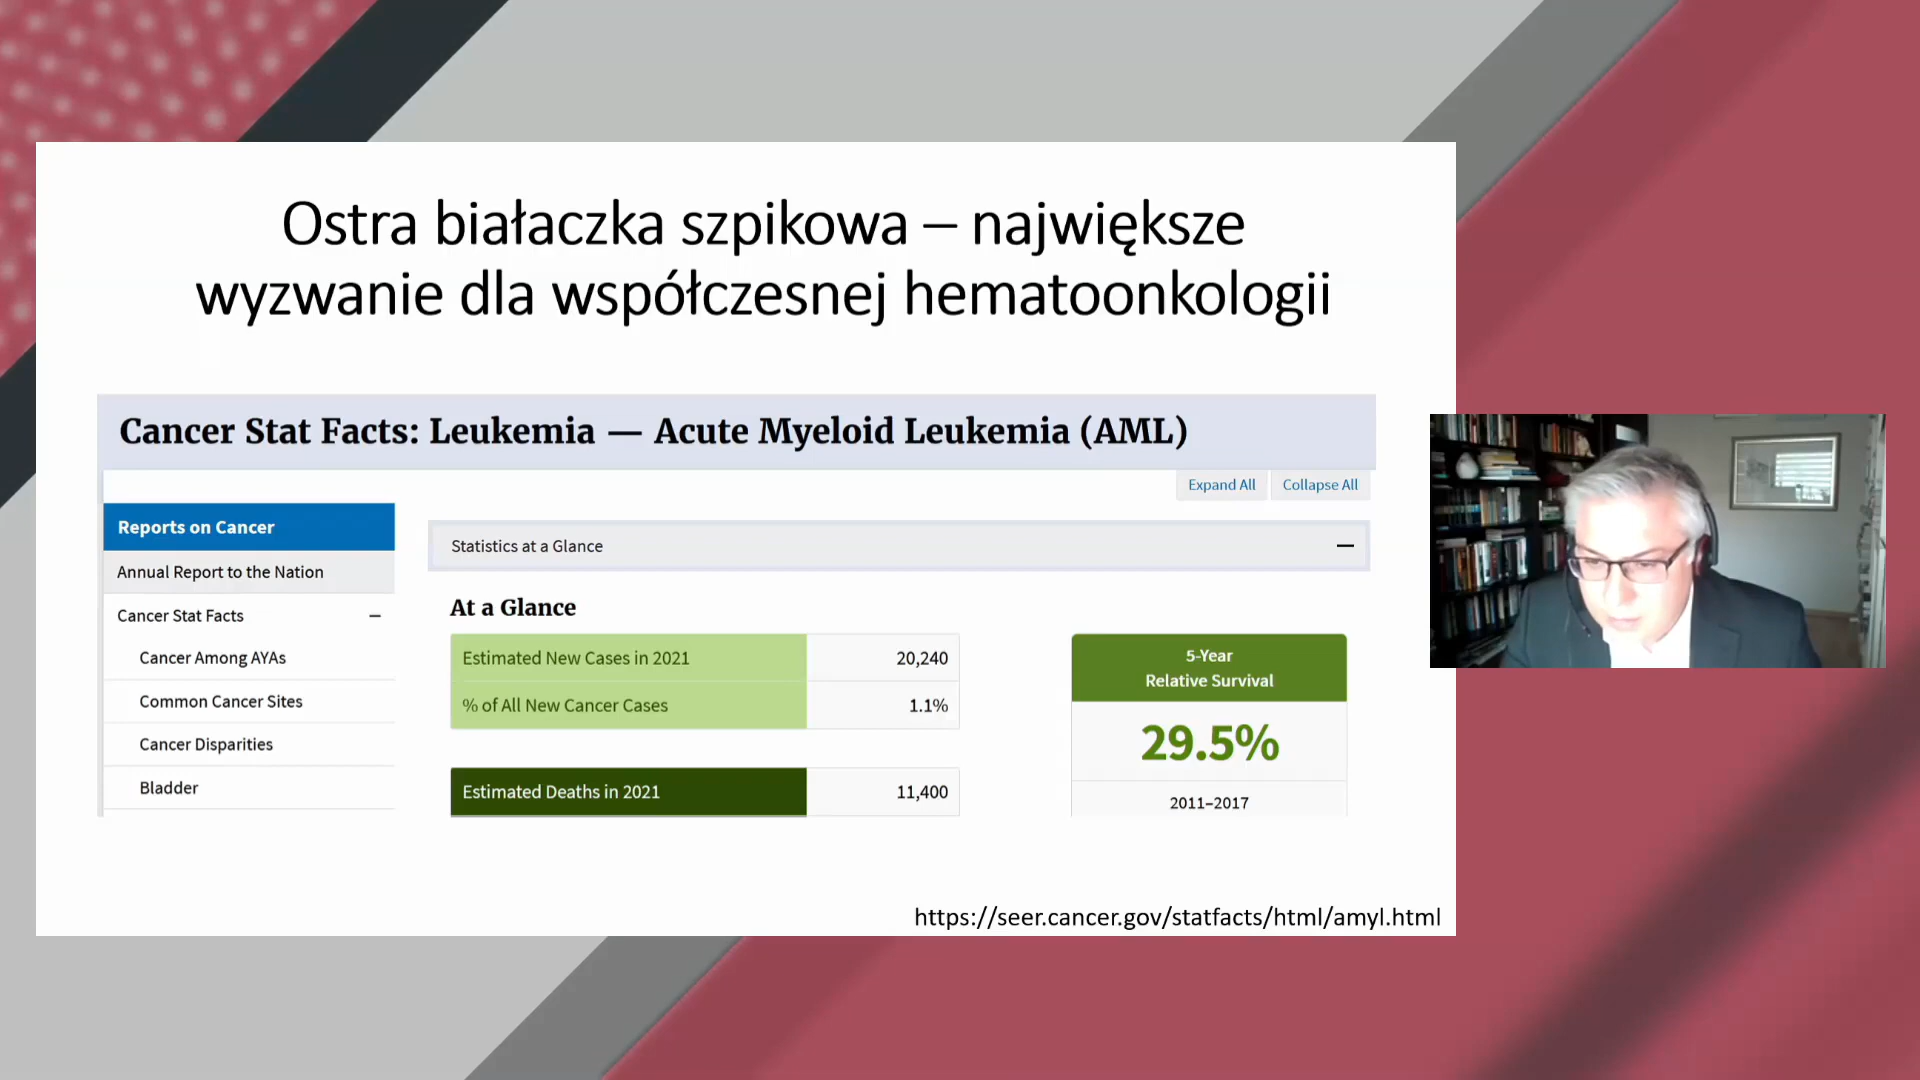 Ostra białaczka szpikowa – największe
wyzwanie dla współczesnej hematoonkologii
Cancer Stat Facts: Leukemia — Acute Myeloid Leukemia (AML)
Expand All
Collapse All
Reports on Cancer
Annual Report to the Nation
Cancer Stat Facts
Cancer Among AYAs
Common Cancer Sites
Cancer Disparities
Bladder
Statistics at a Glance
At a Glance
Estimated New Cases in 2021 20,240
% of All New Cancer Cases 1.1%
Estimated Deaths in 2021 11,400
5-Year
Relative Survival
29.5%
2011–2017
https://seer.cancer.gov/statfacts/html/amyl.html